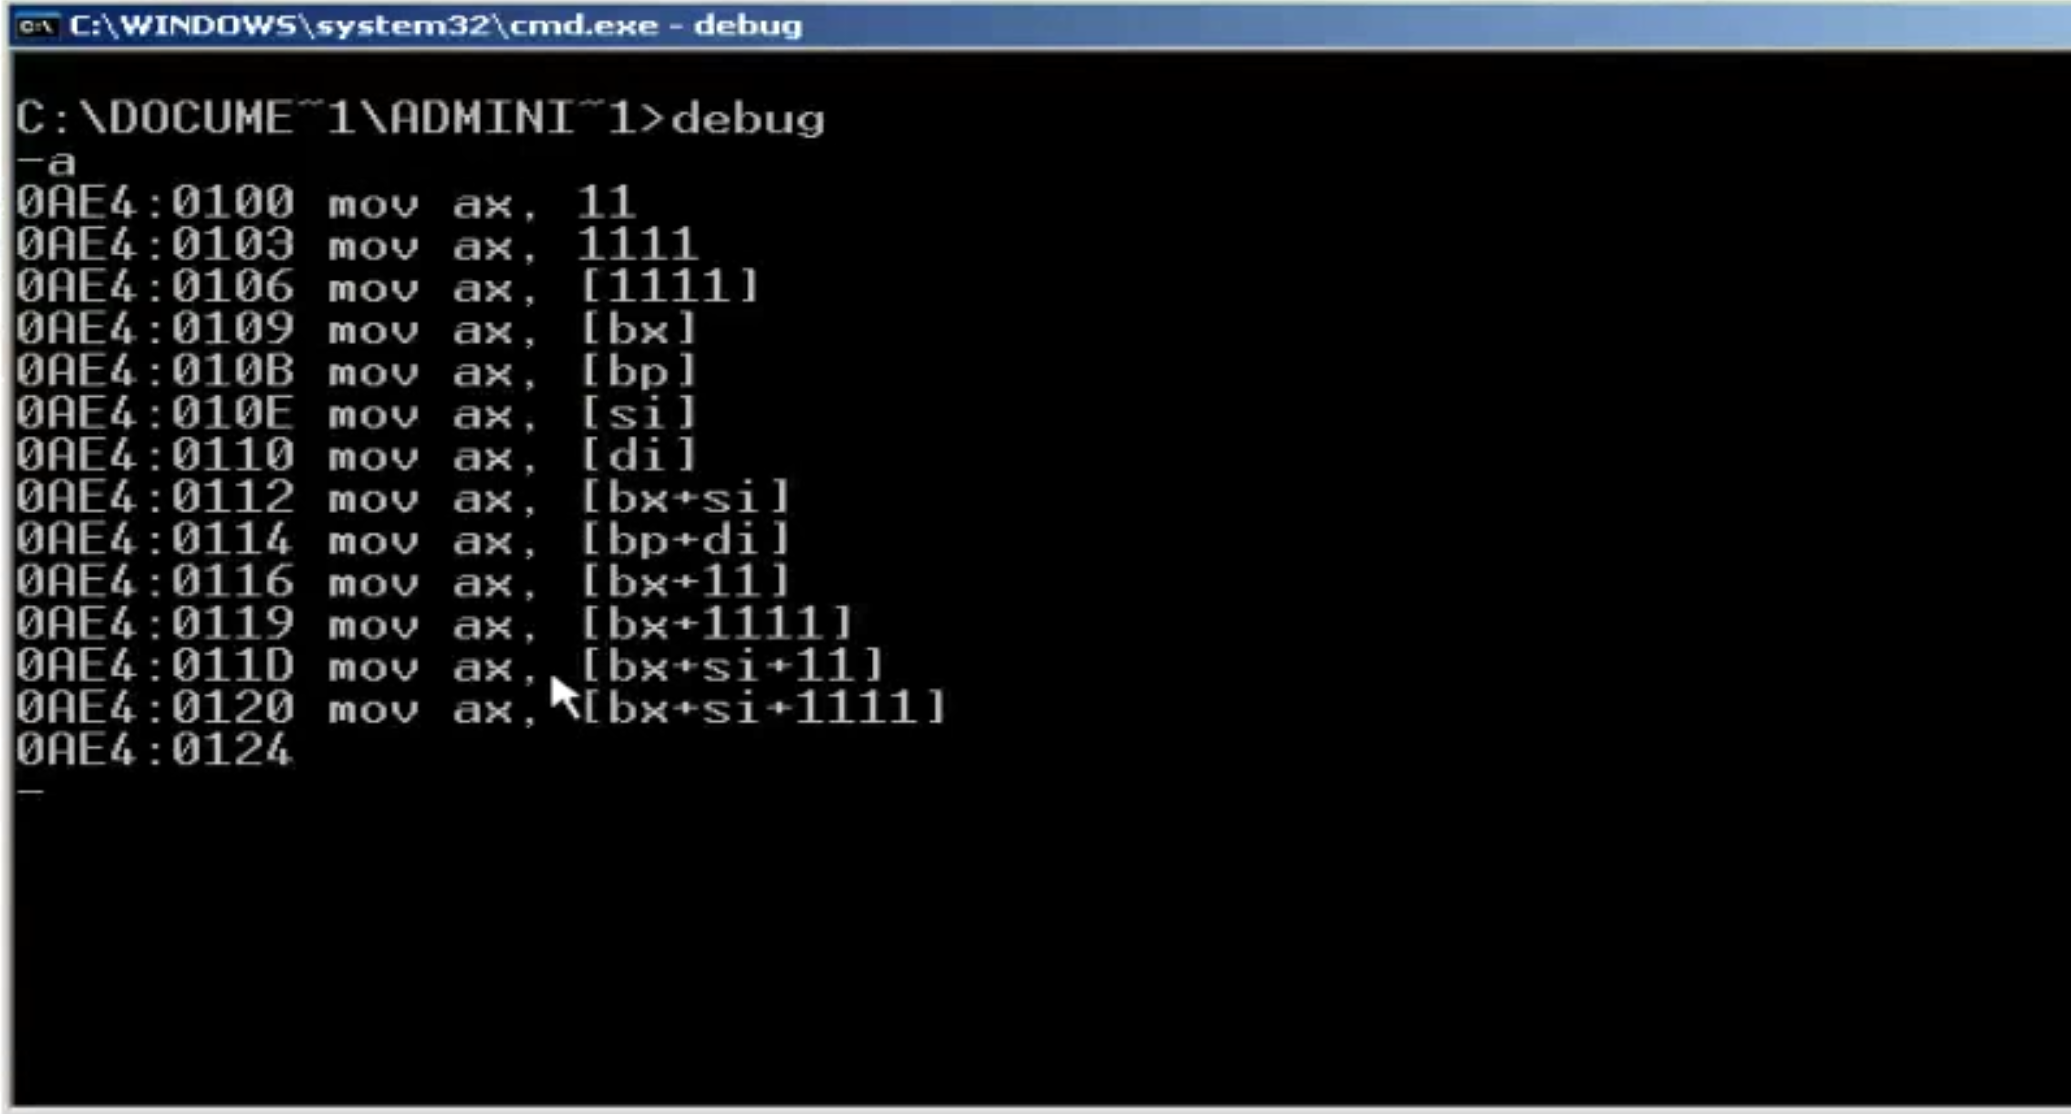 C:\WINDOWS\system32\cmd.exe - debug
C:\DOCUME~1\ADMINI~1>debug
-a
0AE4:0100 mov ax, 11
0AE4:0103 mov ax, 1111
0AE4:0106 mov ax, [1111]
0AE4:0109 mov ax, [bx]
0AE4:010B mov ax, [bp]
0AE4:010E mov ax, [si]
0AE4:0110 mov ax, [di]
0AE4:0112 mov ax, [bx+si]
0AE4:0114 mov ax, [bp+di]
0AE4:0116 mov ax, [bx+11]
0AE4:0119 mov ax, [bx+1111]
0AE4:011D mov ax, [bx+si+11]
0AE4:0120 mov ax, [bx+si+1111]
0AE4:0124
-